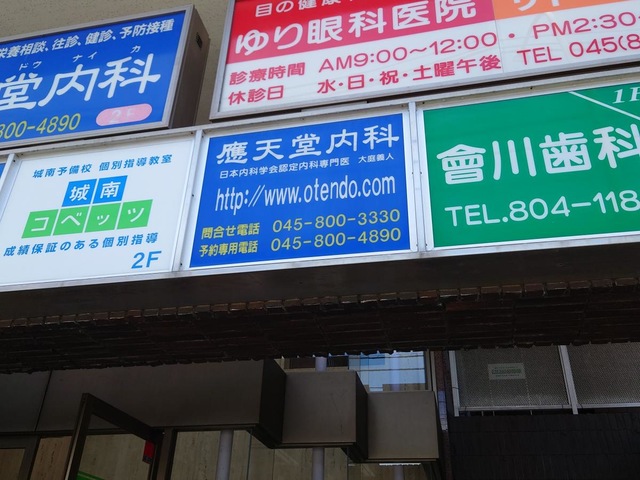 栄養相談、往診、健診、予防接種
ドウ ナイ カ
堂内科
2F
800-4890
目の健康
ゆり眼科医院
診療時間 AM9:00〜12:00・PM2:30
休診日 水・日・祝・土曜午後 TEL 045(8
城南予備校 個別指導教室
城南
コベッツ
成績保証のある個別指導
2F
應天堂内科
日本内科学会認定内科専門医 大庭義人
http://www.otendo.com
問合せ電話 045-800-3330
予約専用電話 045-800-4890
1F
會川歯科
TEL.804-118